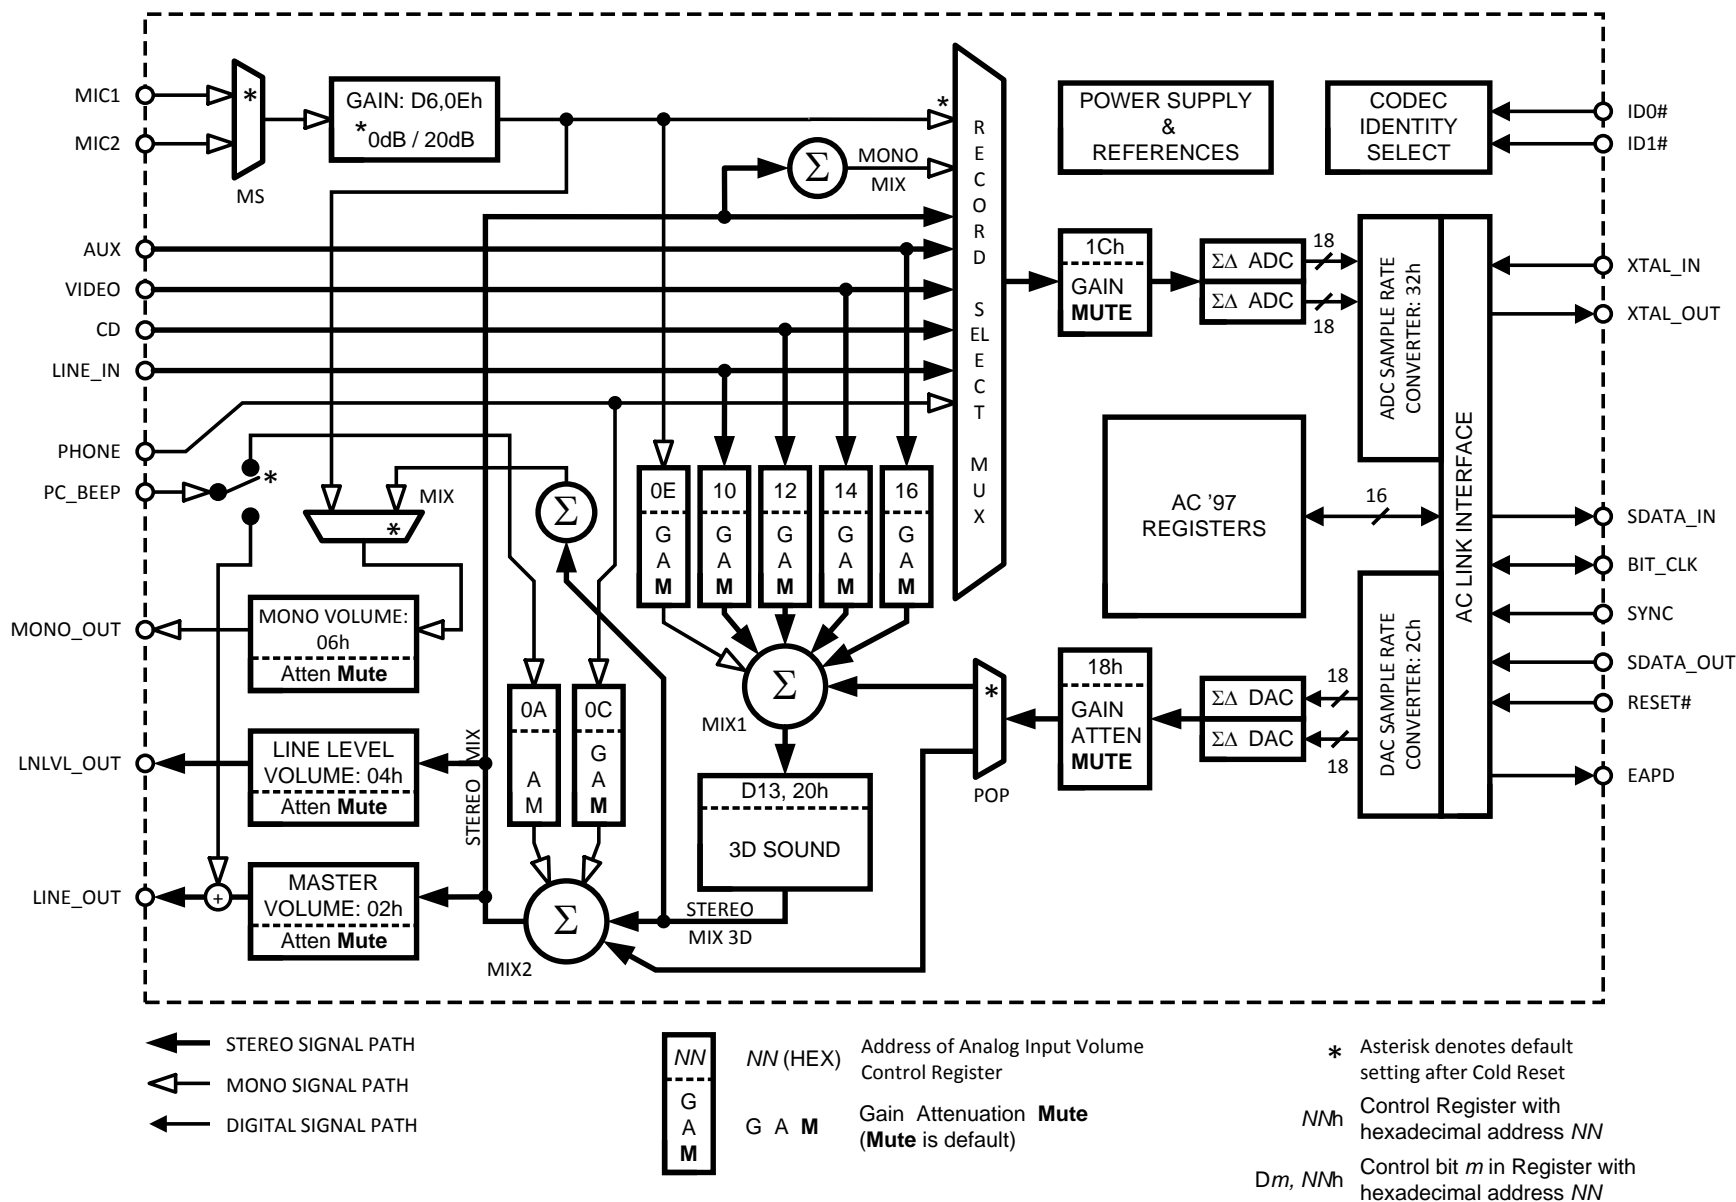 MIC1
MIC2
*
MS
GAIN: D6,0Eh
*0dB / 20dB
*
Σ
MONO
MIX
RECORD SELECT MUX
POWER SUPPLY
&
REFERENCES
CODEC
IDENTITY
SELECT
ID0#
ID1#
AUX
VIDEO
CD
LINE_IN
PHONE
PC_BEEP
*
MIX
*
Σ
1Ch
GAIN
MUTE
ΣΔ ADC
ΣΔ ADC
18
18
ADC SAMPLE RATE
CONVERTER: 32h
AC LINK INTERFACE
XTAL_IN
XTAL_OUT
0E
G
A
M
10
G
A
M
12
G
A
M
14
G
A
M
16
G
A
M
AC '97
REGISTERS
16
SDATA_IN
BIT_CLK
SYNC
SDATA_OUT
RESET#
EAPD
MONO_OUT
MONO VOLUME:
06h
Atten Mute
0A
A
M
0C
G
A
M
Σ
MIX1
*
POP
18h
GAIN
ATTEN
MUTE
ΣΔ DAC
ΣΔ DAC
18
18
DAC SAMPLE RATE
CONVERTER: 2Ch
LNLVL_OUT
LINE LEVEL
VOLUME: 04h
Atten Mute
STEREO MIX
D13, 20h
3D SOUND
LINE_OUT
+
MASTER
VOLUME: 02h
Atten Mute
Σ
MIX2
STEREO
MIX 3D
STEREO SIGNAL PATH
MONO SIGNAL PATH
DIGITAL SIGNAL PATH
NN
G
A
M
NN (HEX) Address of Analog Input Volume
Control Register
G A M Gain Attenuation Mute
(Mute is default)
* Asterisk denotes default
setting after Cold Reset
NNh Control Register with
hexadecimal address NN
Dm, NNh Control bit m in Register with
hexadecimal address NN